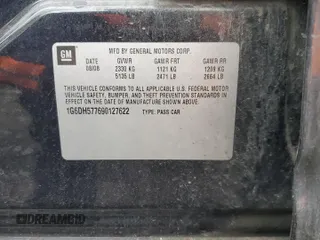 GM
MFD BY GENERAL MOTORS CORP.
DATE GVWR GAWR FRT GAWR RR
08/08 2330 KG 1121 KG 1209 KG
5135 LB 2471 LB 2664 LB
THIS VEHICLE CONFORMS TO ALL APPLICABLE U.S. FEDERAL MOTOR
VEHICLE SAFETY, BUMPER, AND THEFT PREVENTION STANDARDS IN
EFFECT ON THE DATE OF MANUFACTURE SHOWN ABOVE.
1G6DH577690127622 TYPE: PASS CAR
DREAMBID